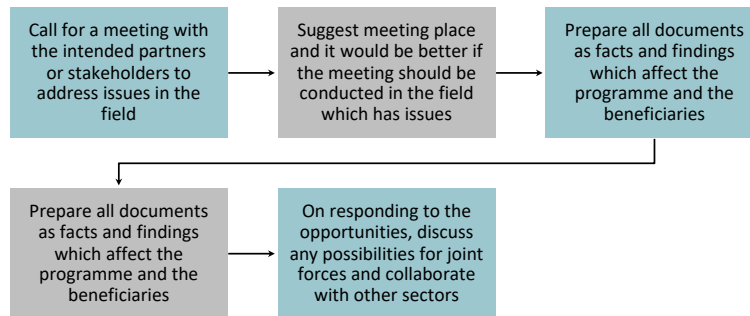 Call for a meeting with
the intended partners
or stakeholders to
address issues in the
field
Suggest meeting place
and it would be better if
the meeting should be
conducted in the field
which has issues
Prepare all documents
as facts and findings
which affect the
programme and the
beneficiaries
Prepare all documents
as facts and findings
which affect the
programme and the
beneficiaries
On responding to the
opportunities, discuss
any possibilities for joint
forces and collaborate
with other sectors